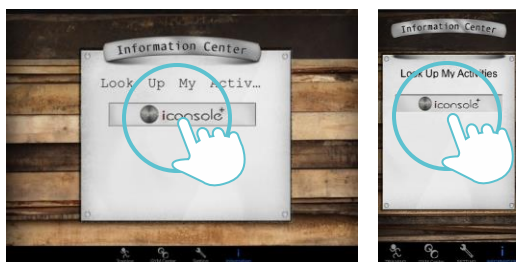 Information Center
Look Up My Activ...
iconsole+
Information Center
Look Up My Activities
iconsole+